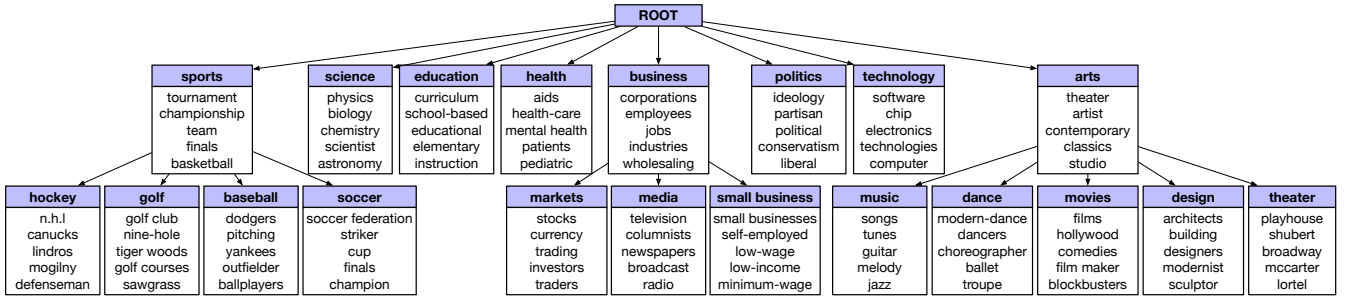 ROOT
sports
tournament
championship
team
finals
basketball
science
physics
biology
chemistry
scientist
astronomy
education
curriculum
school-based
educational
elementary
instruction
health
aids
health-care
mental health
patients
pediatric
business
corporations
employees
jobs
industries
wholesaling
politics
ideology
partisan
political
conservatism
liberal
technology
software
chip
electronics
technologies
computer
arts
theater
artist
contemporary
classics
studio
hockey
n.h.l
canucks
lindros
mogilny
defenseman
golf
golf club
nine-hole
tiger woods
golf courses
sawgrass
baseball
dodgers
pitching
yankees
outfielder
ballplayers
soccer
soccer federation
striker
cup
finals
champion
markets
stocks
currency
trading
investors
traders
media
television
columnists
newspapers
broadcast
radio
small business
small businesses
self-employed
low-wage
low-income
minimum-wage
music
songs
tunes
guitar
melody
jazz
dance
modern-dance
dancers
choreographer
ballet
troupe
movies
films
hollywood
comedies
film maker
blockbusters
design
architects
building
designers
modernist
sculptor
theater
playhouse
shubert
broadway
mccarter
lortel